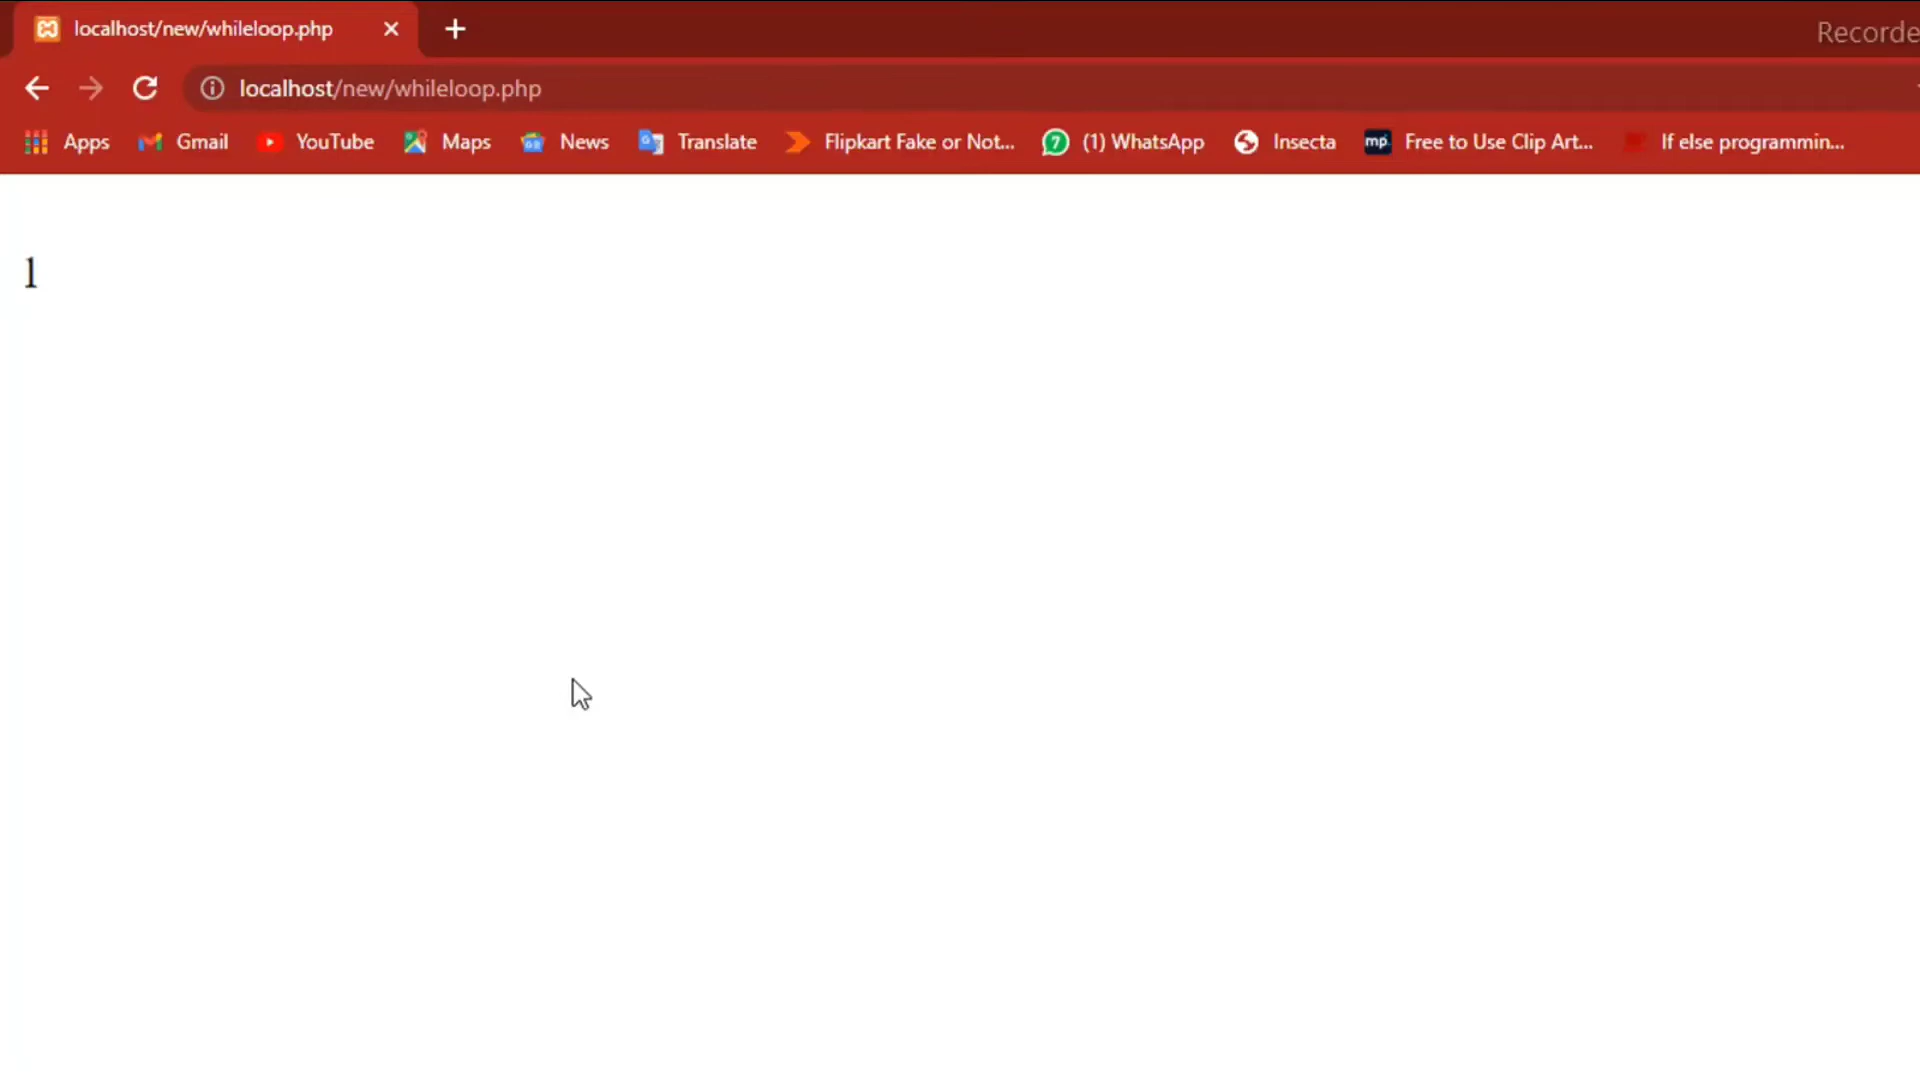 localhost/new/whileloop.php
Recorde
localhost/new/whileloop.php
Apps Gmail YouTube Maps News Translate Flipkart Fake or Not... (1) WhatsApp Insecta mp. Free to Use Clip Art... If else programmin...
1